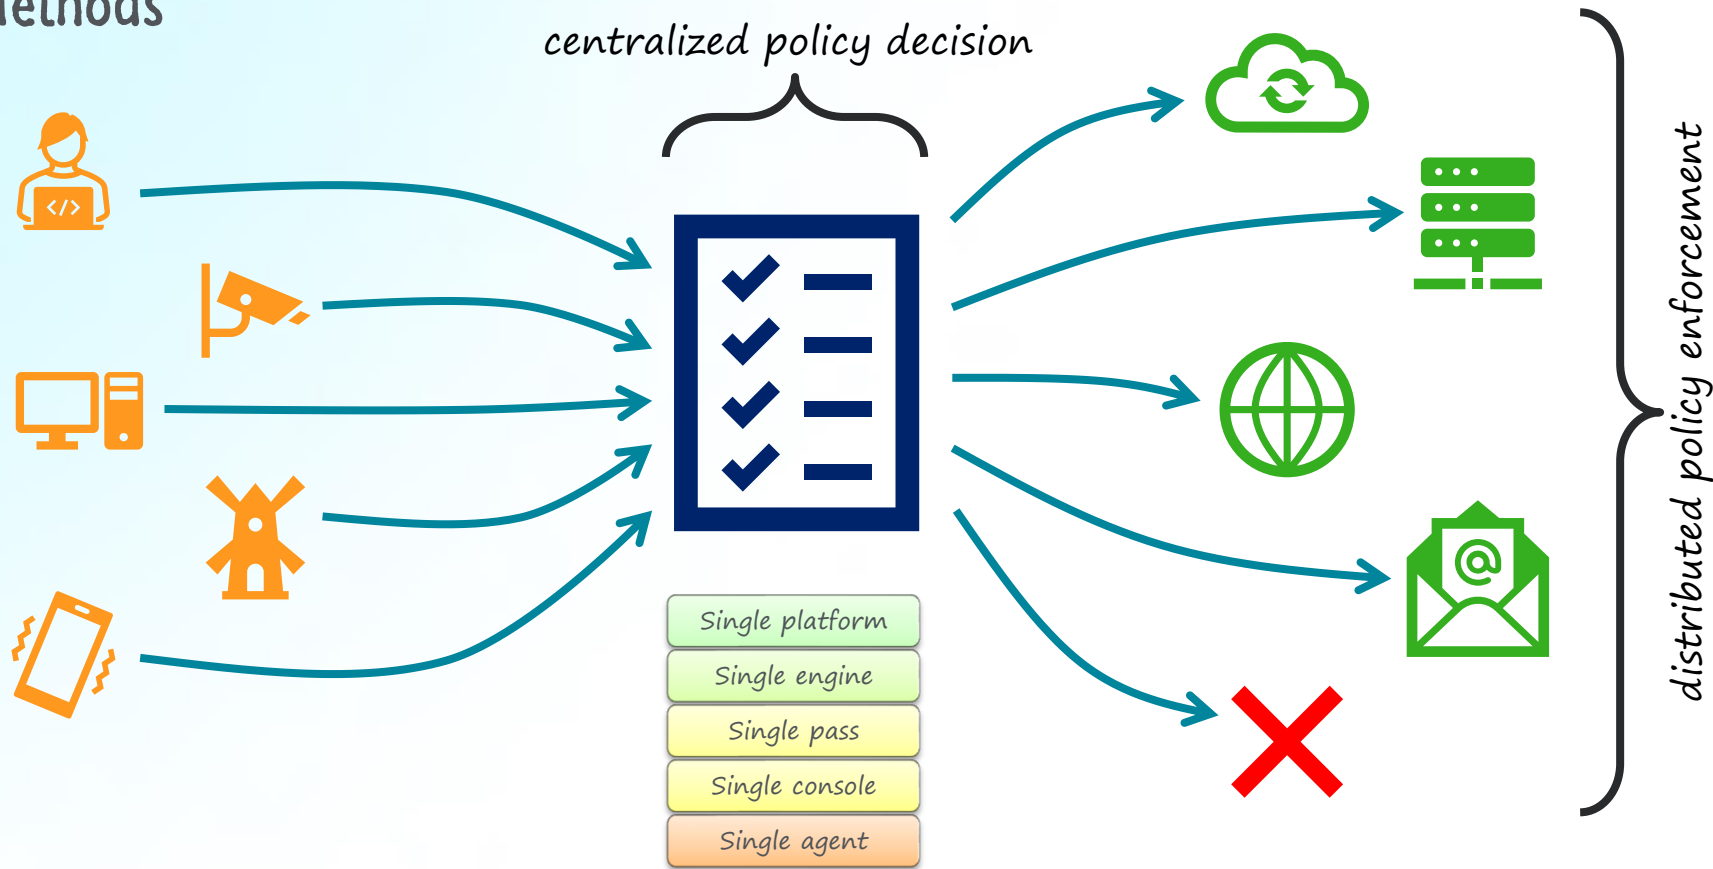 centralized policy decision
</>
Single platform
Single engine
Single pass
Single console
Single agent
@
distributed policy enforcement